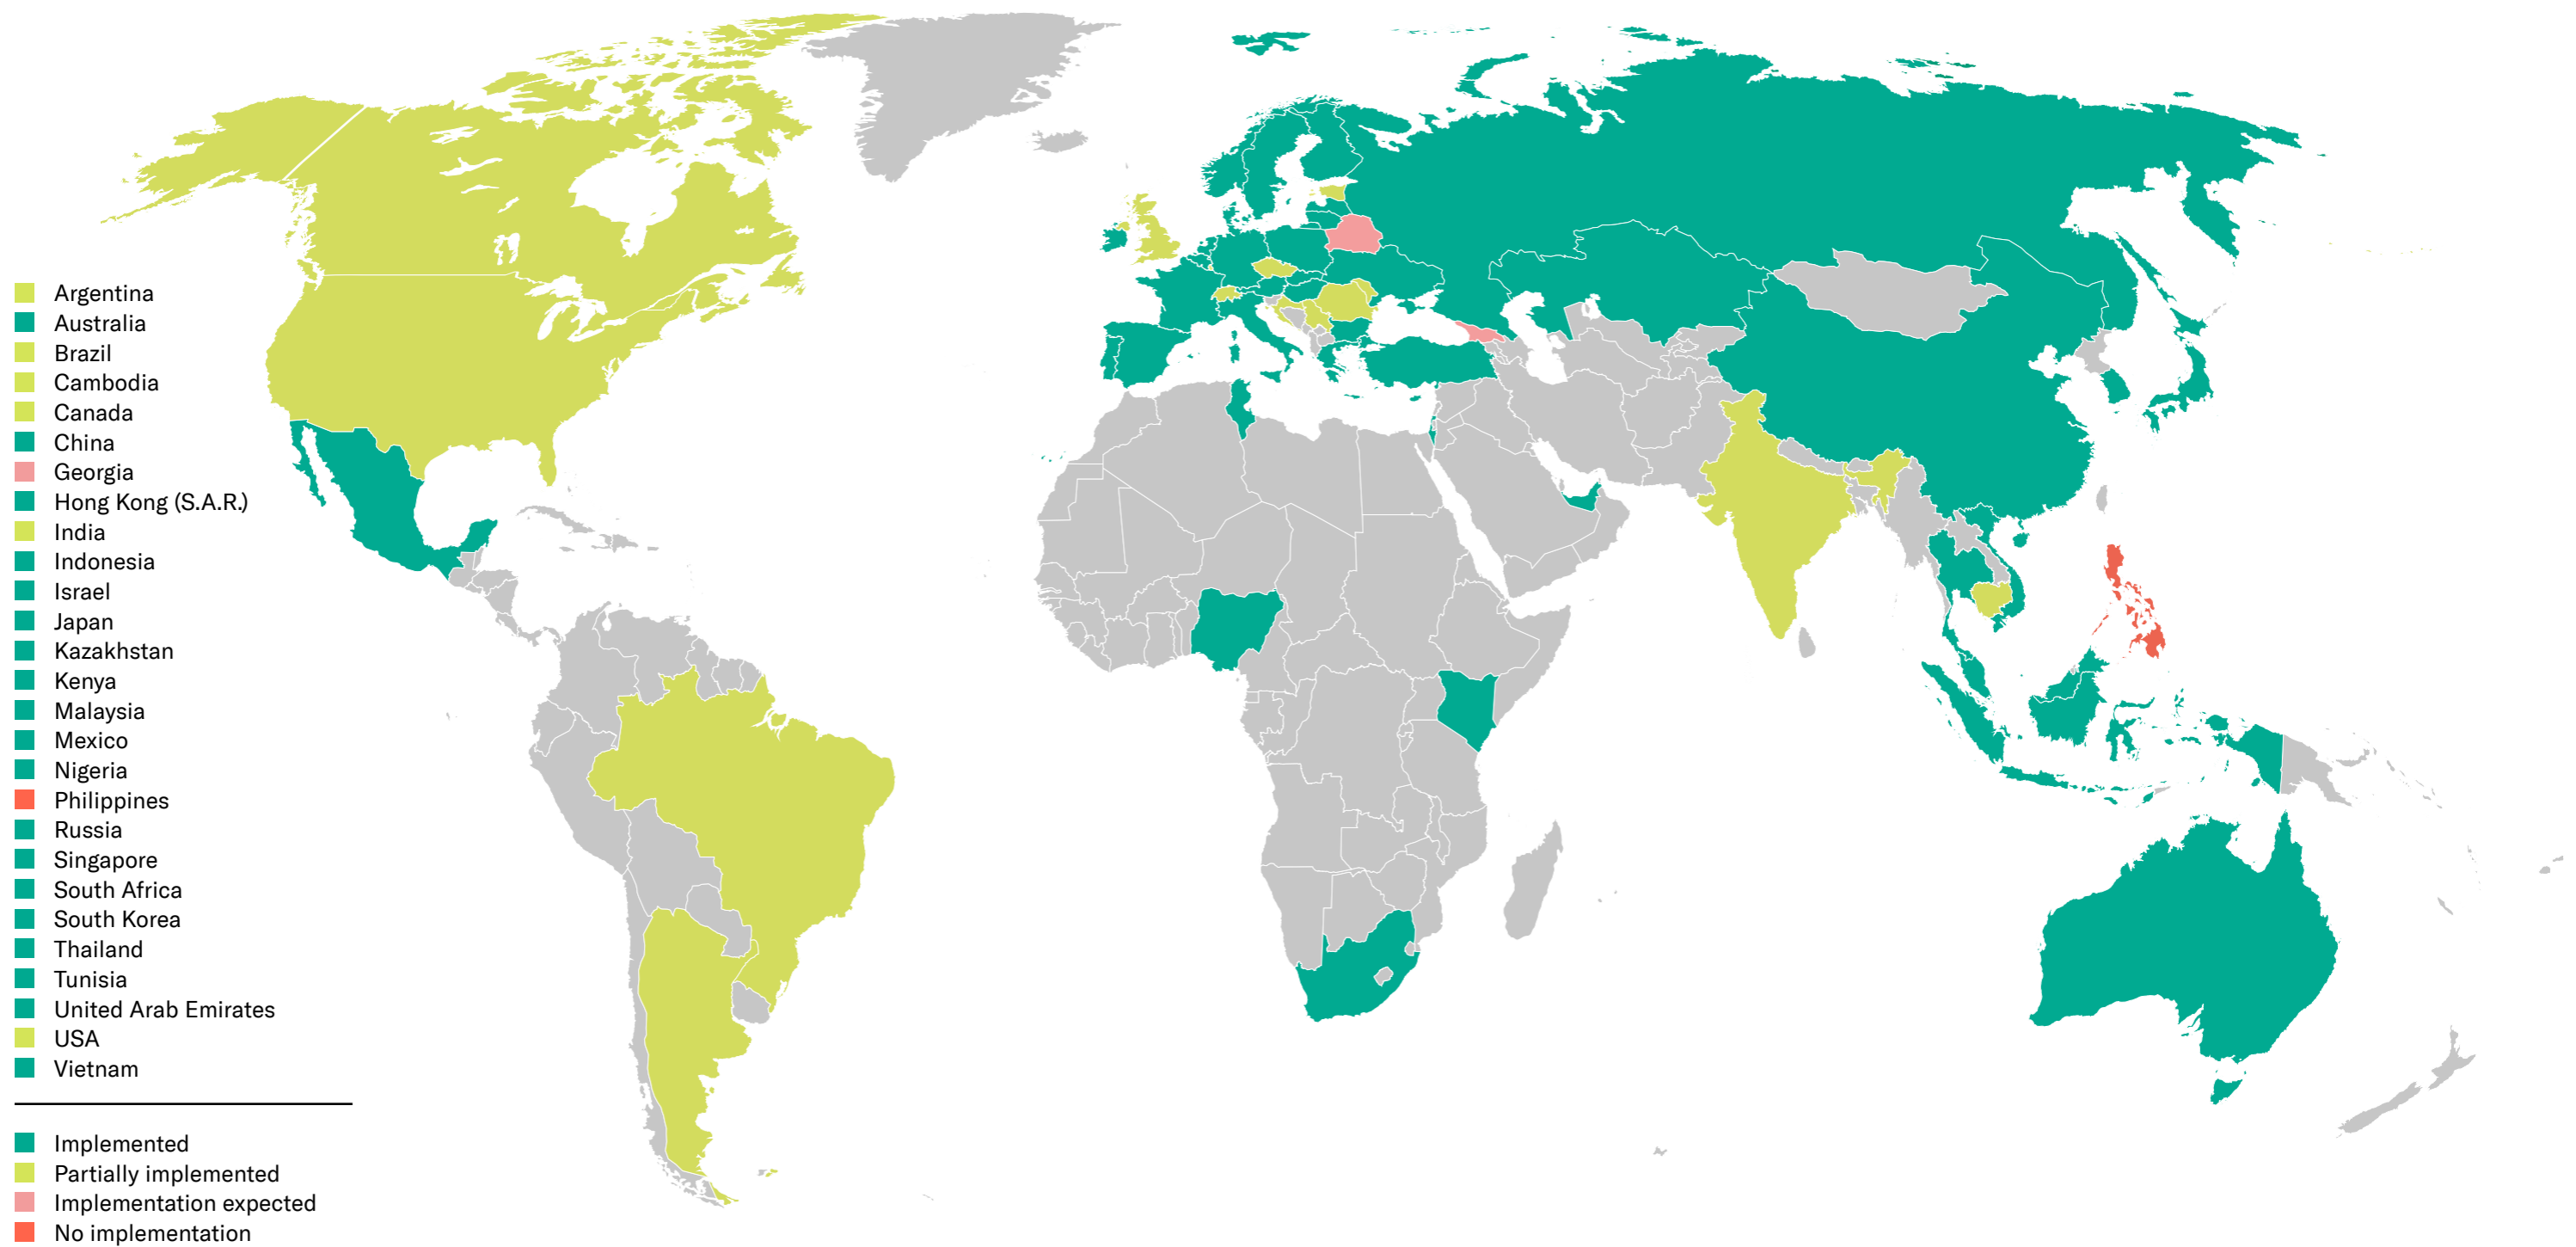 Argentina
Australia
Brazil
Cambodia
Canada
China
Georgia
Hong Kong (S.A.R.)
India
Indonesia
Israel
Japan
Kazakhstan
Kenya
Malaysia
Mexico
Nigeria
Philippines
Russia
Singapore
South Africa
South Korea
Thailand
Tunisia
United Arab Emirates
USA
Vietnam
Implemented
Partially implemented
Implementation expected
No implementation